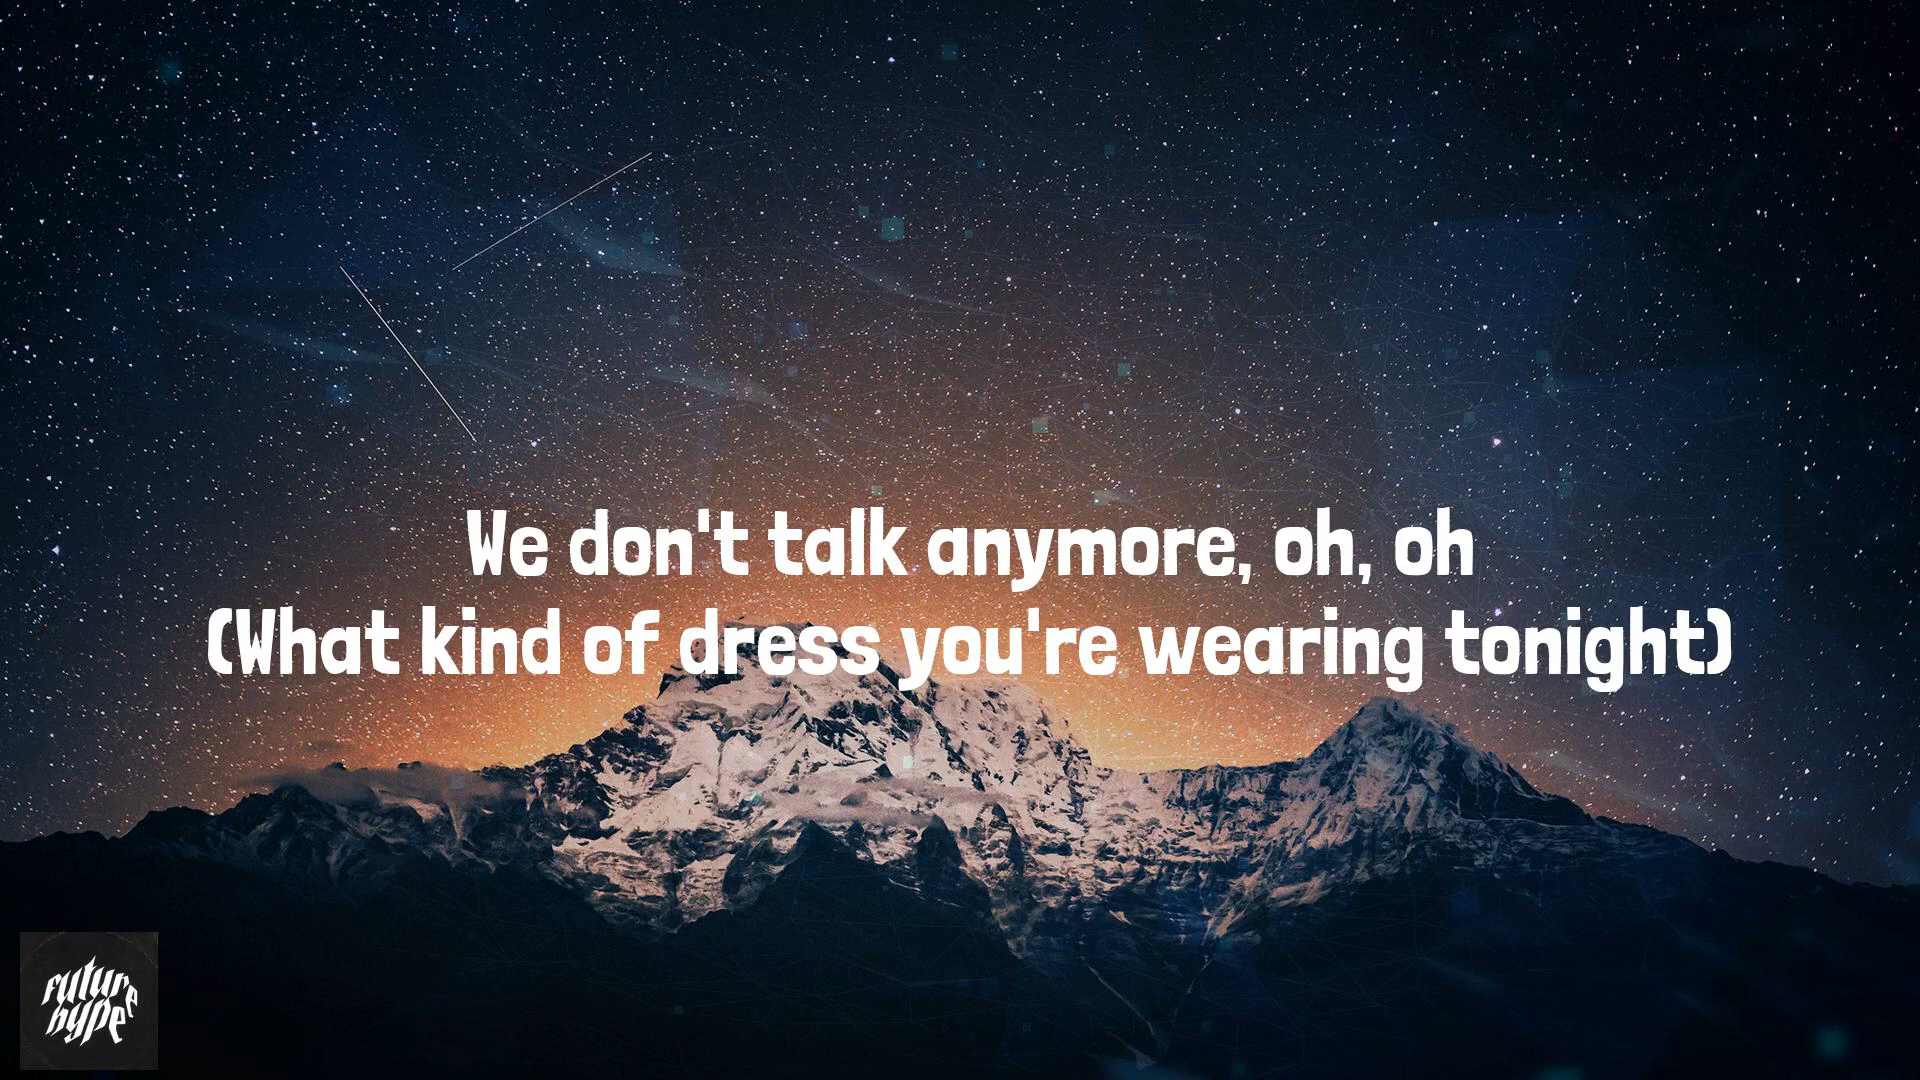 We don't talk anymore, oh, oh
(What kind of dress you're wearing tonight)
future
hype